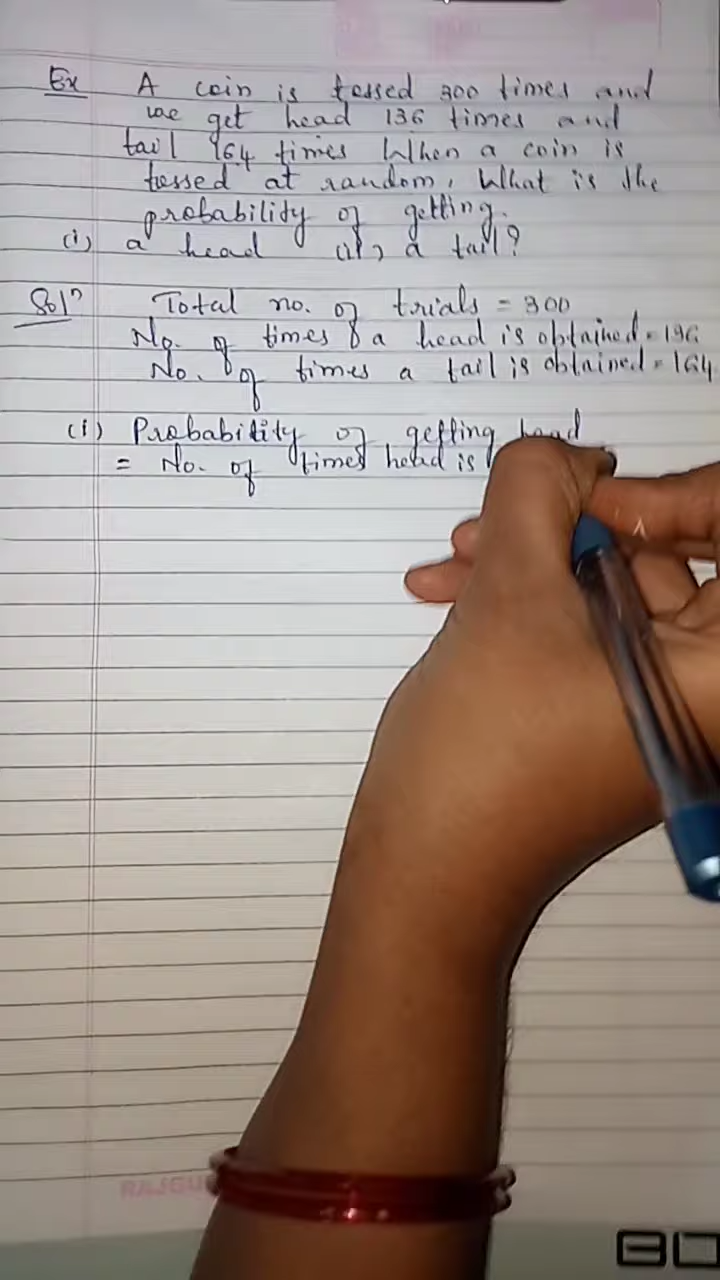 Ex A coin is tossed 300 times and
we get head 136 times and
tail 164 times When a coin is
tossed at random, What is the
probability of getting.
(i) a head (ii) a tail?
Solⁿ Total no. of trials = 300
No. of times a head is obtained = 136
No. of times a tail is obtained = 164
(i) Probability of getting head
= No. of times head is